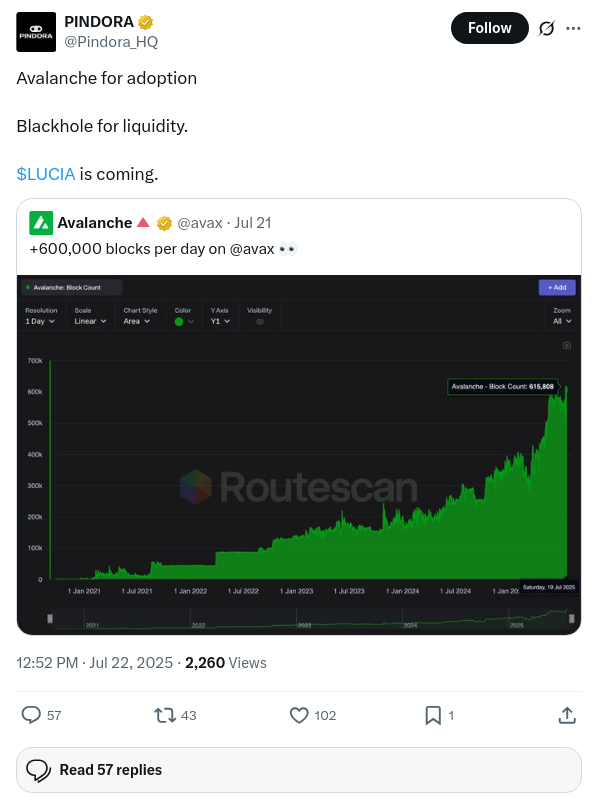 PINDORA
@Pindora_HQ
Follow
PINDORA
Avalanche for adoption
Blackhole for liquidity.
$LUCIA is coming.
Avalanche @avax · Jul 21
+600,000 blocks per day on @avax 👀
Avalanche: Block Count
+ Add
Resolution Scale Chart Style Color Y Axis Visibility Zoom
1 Day Linear Area Y1 All
700k
Avalanche - Block Count: 615,808
600k
500k
400k
300k
Routescan
200k
100k
0
1 Jan 2021 1 Jul 2021 1 Jan 2022 1 Jul 2022 1 Jan 2023 1 Jul 2023 1 Jan 2024 1 Jul 2024 1 Jan 20 Saturday, 19 Jul 2025
2021 2022 2023 2024 2025
12:52 PM · Jul 22, 2025 · 2,260 Views
57 43 102 1
Read 57 replies